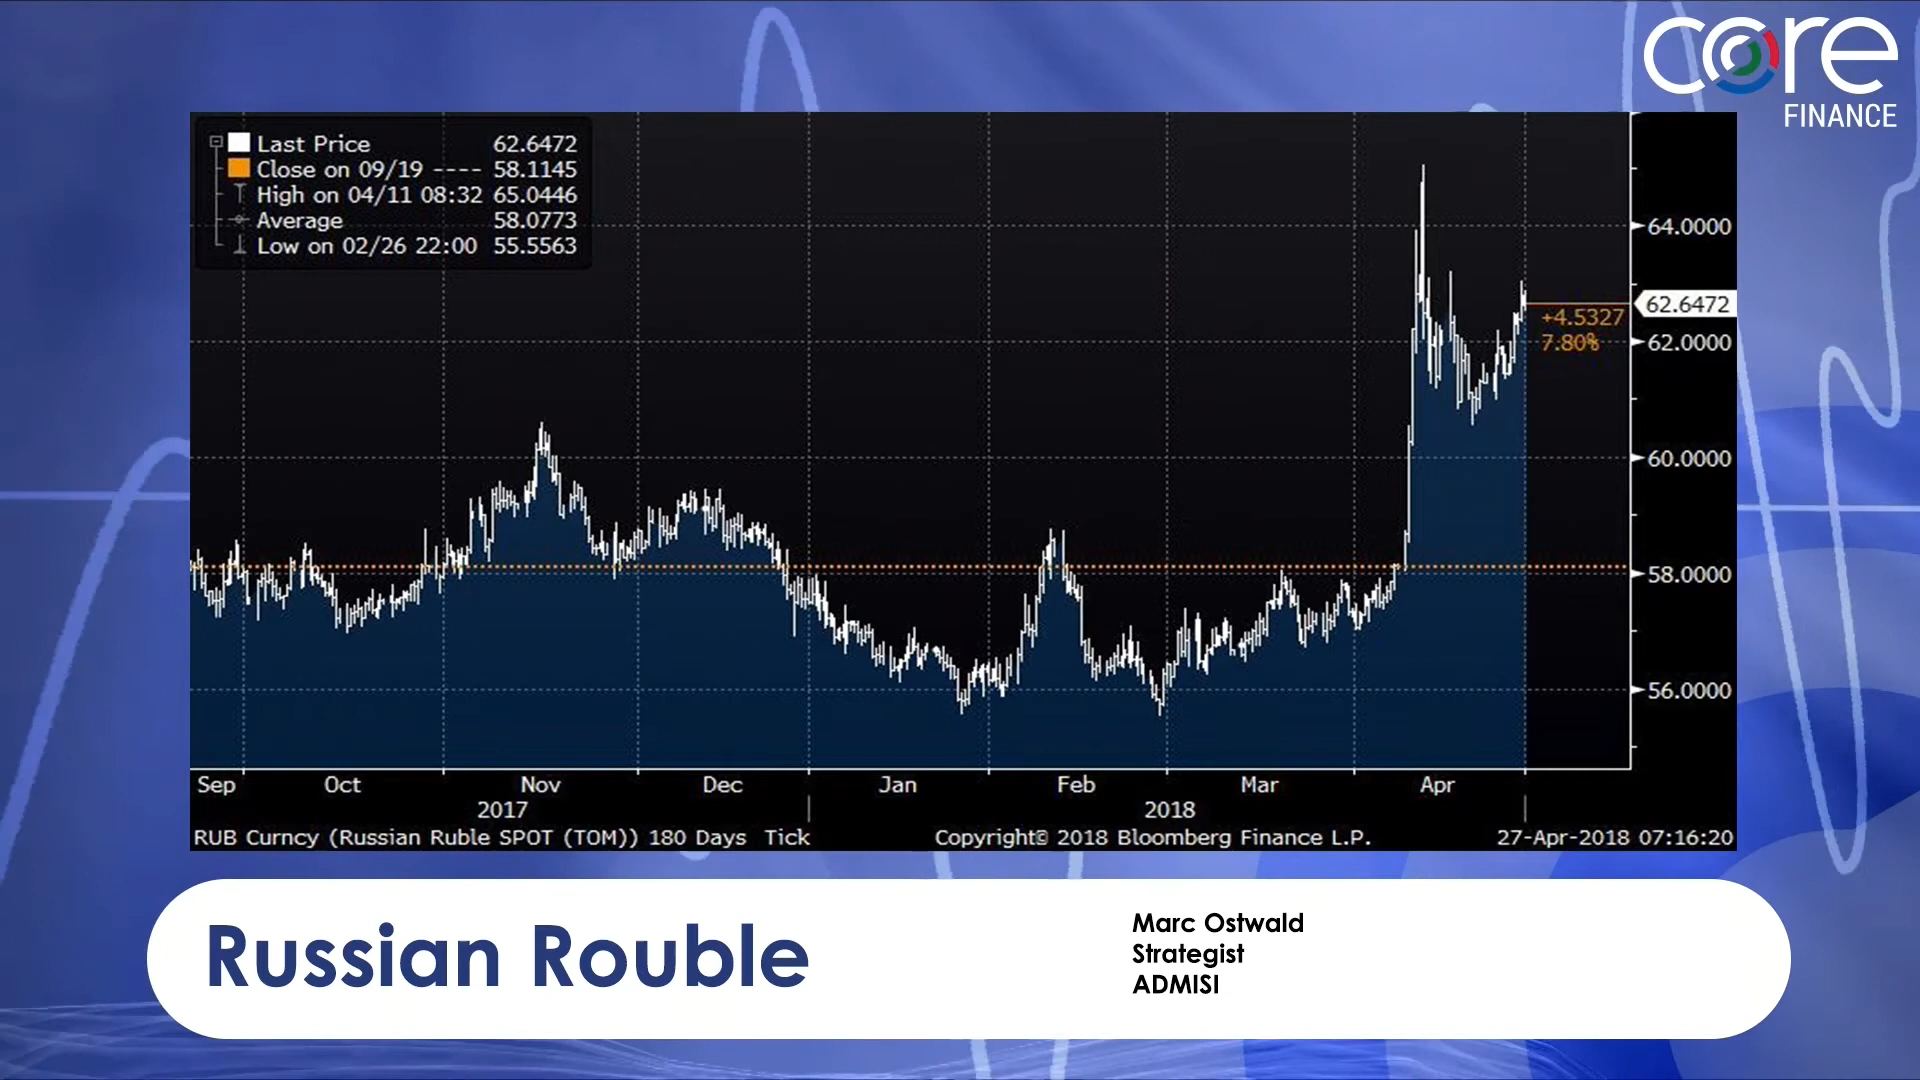 core
FINANCE
Last Price 62.6472
Close on 09/19 ---- 58.1145
High on 04/11 08:32 65.0446
Average 58.0773
Low on 02/26 22:00 55.5563
64.0000
62.6472
+4.5327
7.80%
62.0000
60.0000
58.0000
56.0000
Sep Oct Nov Dec Jan Feb Mar Apr
2017 2018
RUB Curncy (Russian Ruble SPOT (TOM)) 180 Days Tick Copyright© 2018 Bloomberg Finance L.P. 27-Apr-2018 07:16:20
Russian Rouble
Marc Ostwald
Strategist
ADMISI